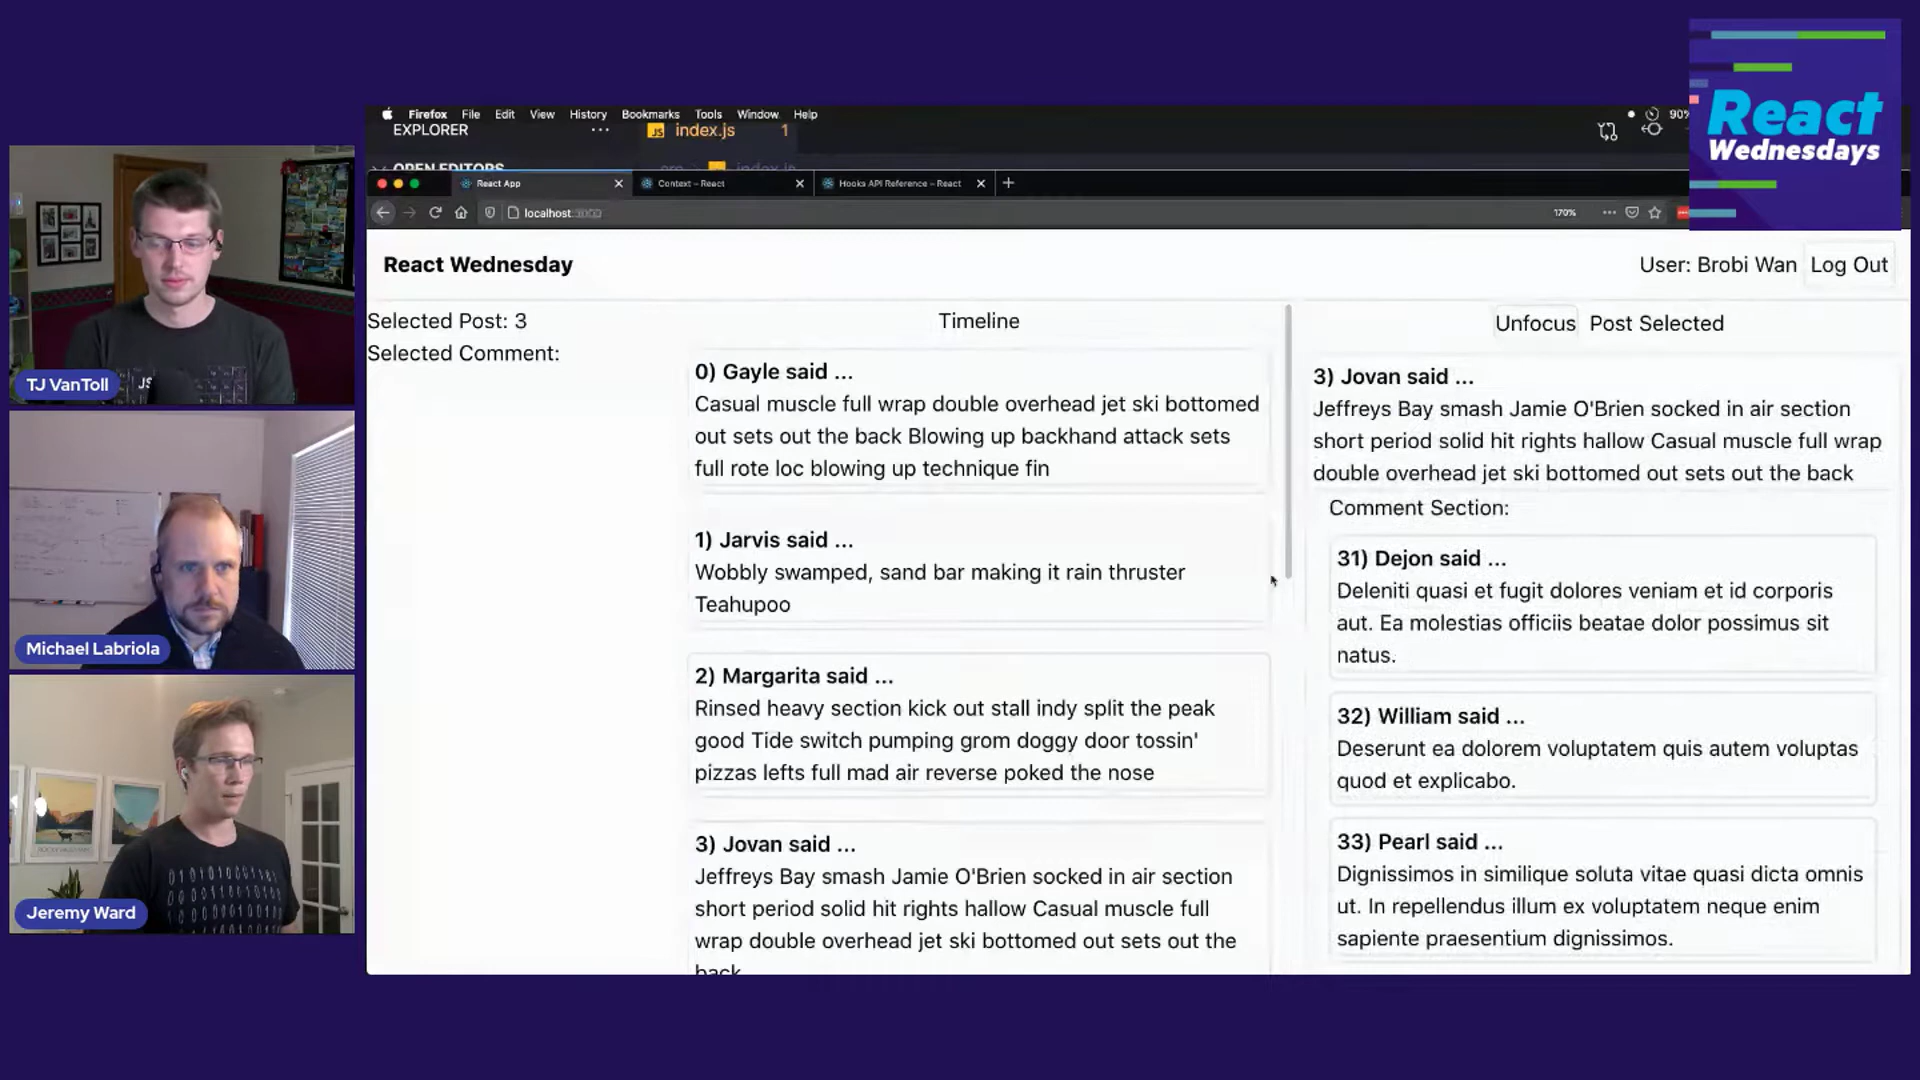 React
Wednesdays
Firefox File Edit View History Bookmarks Tools Window Help
90%
EXPLORER
...
JS index.js 1
OPEN EDITORS
index.js
React App
Context – React
Hooks API Reference – React
localhost
170%
React Wednesday
User: Brobi Wan
Log Out
Selected Post: 3
Selected Comment:
Timeline
0) Gayle said ...
Casual muscle full wrap double overhead jet ski bottomed
out sets out the back Blowing up backhand attack sets
full rote loc blowing up technique fin
1) Jarvis said ...
Wobbly swamped, sand bar making it rain thruster
Teahupoo
2) Margarita said ...
Rinsed heavy section kick out stall indy split the peak
good Tide switch pumping grom doggy door tossin'
pizzas lefts full mad air reverse poked the nose
3) Jovan said ...
Jeffreys Bay smash Jamie O'Brien socked in air section
short period solid hit rights hallow Casual muscle full
wrap double overhead jet ski bottomed out sets out the
back
Unfocus Post Selected
3) Jovan said ...
Jeffreys Bay smash Jamie O'Brien socked in air section
short period solid hit rights hallow Casual muscle full wrap
double overhead jet ski bottomed out sets out the back
Comment Section:
31) Dejon said ...
Deleniti quasi et fugit dolores veniam et id corporis
aut. Ea molestias officiis beatae dolor possimus sit
natus.
32) William said ...
Deserunt ea dolorem voluptatem quis autem voluptas
quod et explicabo.
33) Pearl said ...
Dignissimos in similique soluta vitae quasi dicta omnis
ut. In repellendus illum ex voluptatem neque enim
sapiente praesentium dignissimos.
TJ VanToll
JS
Michael Labriola
Jeremy Ward